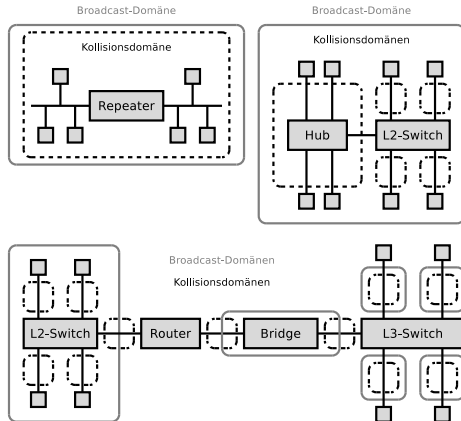 Broadcast-Domäne
Kollisionsdomäne
Repeater
Broadcast-Domäne
Kollisionsdomänen
Hub
L2-Switch
Broadcast-Domänen
Kollisionsdomänen
L2-Switch
Router
Bridge
L3-Switch